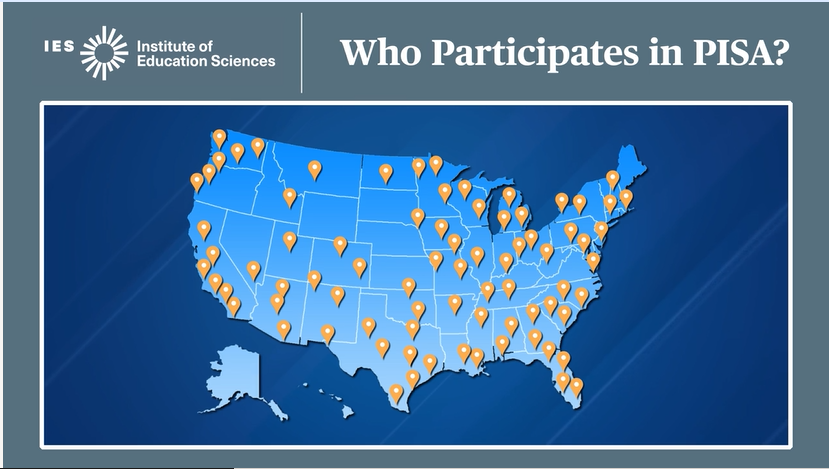 IES
Institute of
Education Sciences
Who Participates in PISA?